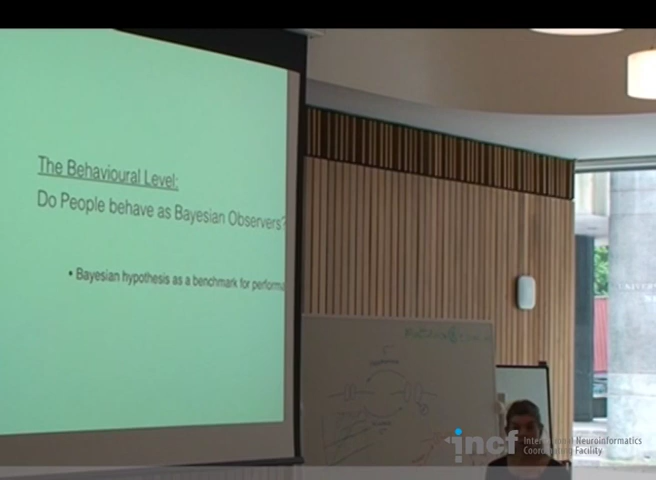 The Behavioural Level:
Do People behave as Bayesian Observers?
• Bayesian hypothesis as a benchmark for performa
incf International Neuroinformatics
Coordinating Facility